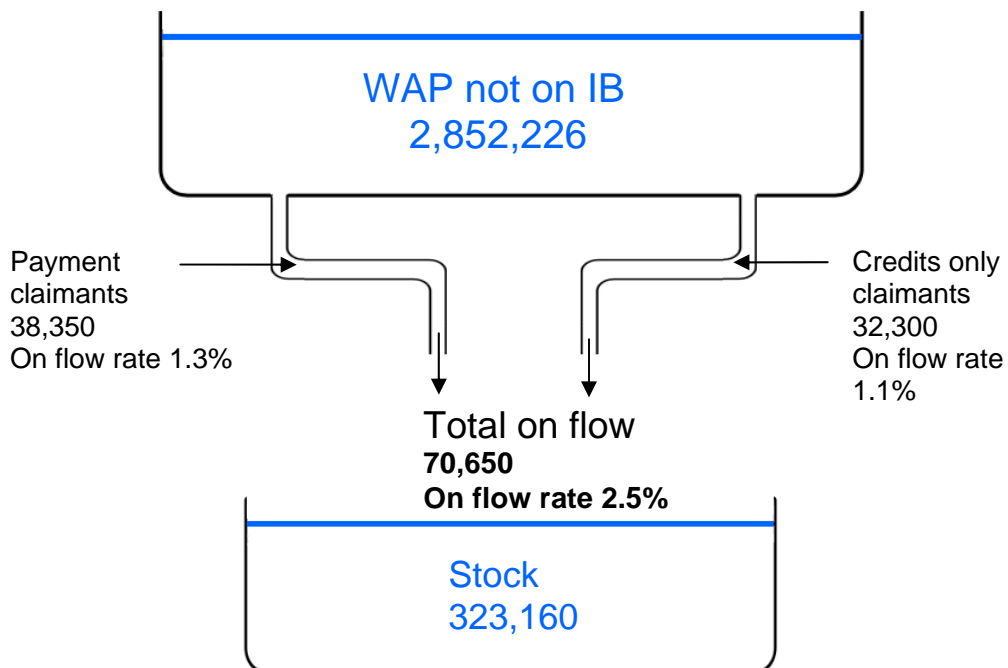 WAP not on IB
2,852,226
Payment
claimants
38,350
On flow rate 1.3%
Credits only
claimants
32,300
On flow rate
1.1%
Total on flow
70,650
On flow rate 2.5%
Stock
323,160